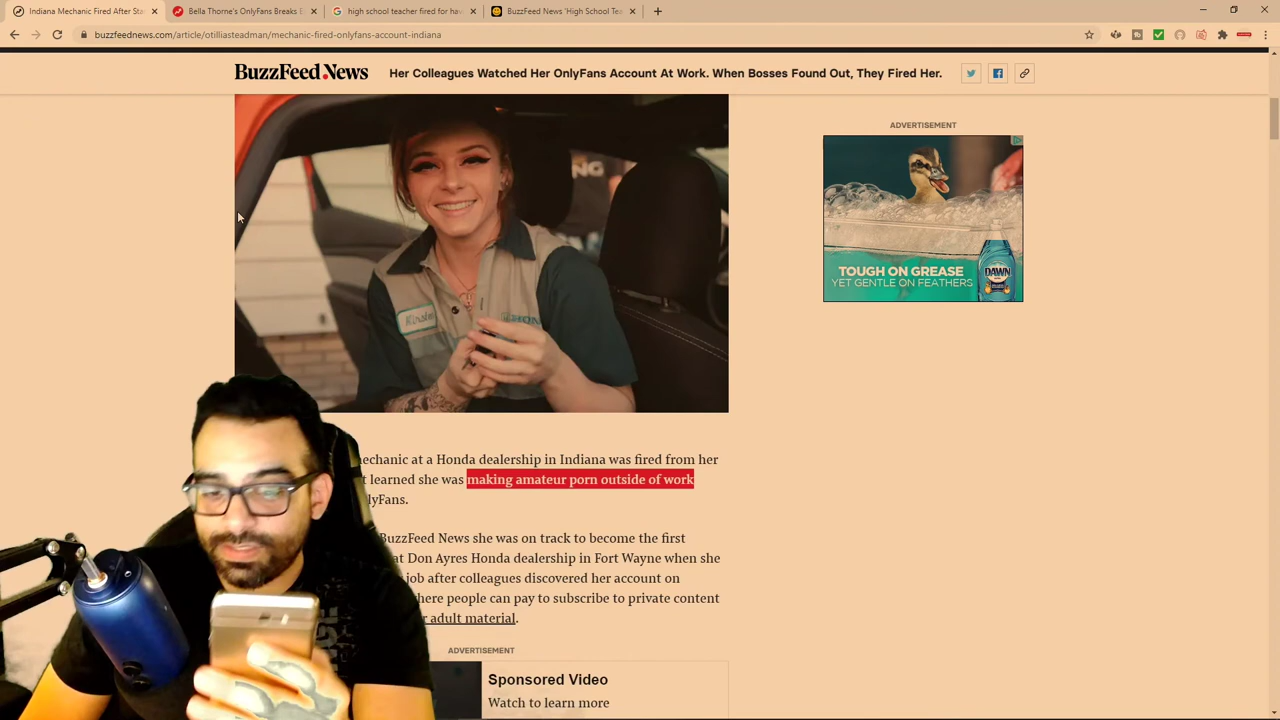 Indiana Mechanic Fired After Sta
Bella Thorne's OnlyFans Breaks
high school teacher fired for hav
BuzzFeed News 'High School Tea
buzzfeednews.com/article/otilliasteadman/mechanic-fired-onlyfans-account-indiana
BuzzFeed News
Her Colleagues Watched Her OnlyFans Account At Work. When Bosses Found Out, They Fired Her.
ADVERTISEMENT
TOUGH ON GREASE
YET GENTLE ON FEATHERS
DAWN
echanic at a Honda dealership in Indiana was fired from her
t learned she was making amateur porn outside of work
lyFans.
BuzzFeed News she was on track to become the first
at Don Ayres Honda dealership in Fort Wayne when she
job after colleagues discovered her account on
here people can pay to subscribe to private content
r adult material.
ADVERTISEMENT
Sponsored Video
Watch to learn more